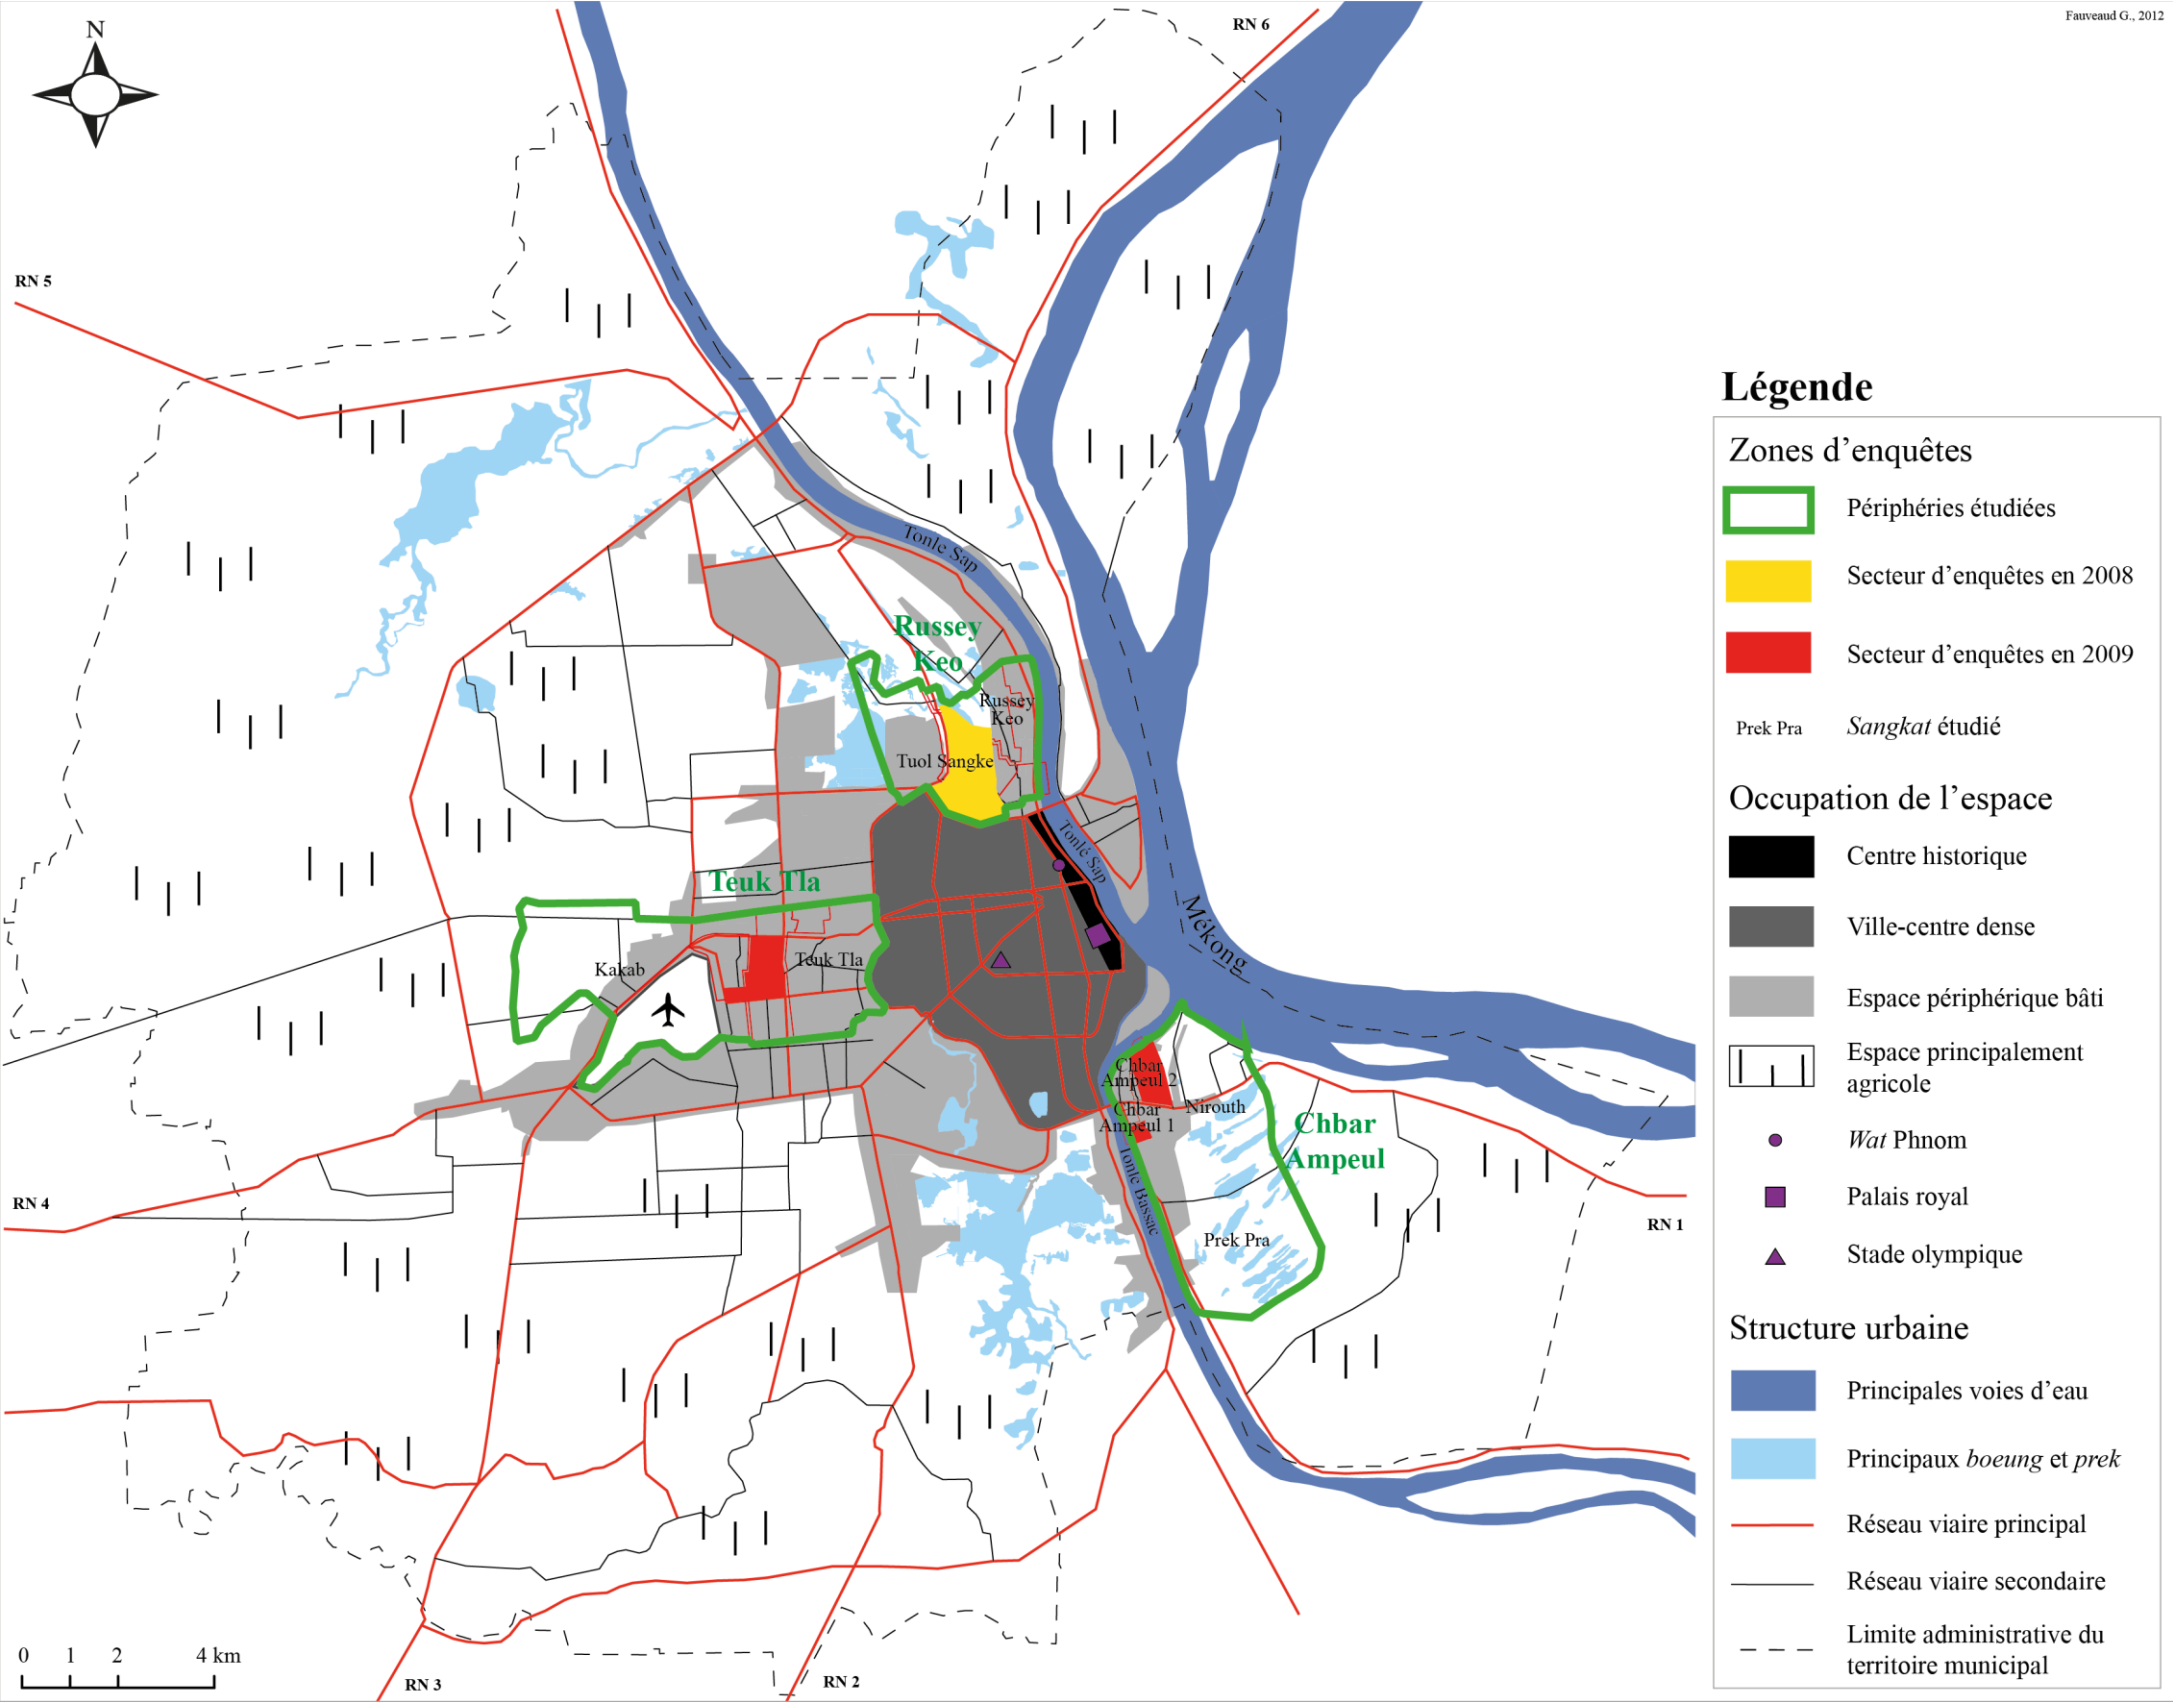 Fauveaud G., 2012
N
RN 6
RN 5
Tonle Sap
Russey
Keo
Russey
Keo
Tuol Sangke
Tonlé Sap
Teuk Tla
Mékong
Teuk Tla
Kakab
Chbar
Ampeul 2
Chbar
Ampeul 1
Nirouth
Chbar
Ampeul
Tonle Bassac
Prek Pra
RN 4
RN 1
0 1 2 4 km
RN 3
RN 2
Légende
Zones d’enquêtes
Périphéries étudiées
Secteur d’enquêtes en 2008
Secteur d’enquêtes en 2009
Prek Pra Sangkat étudié
Occupation de l’espace
Centre historique
Ville-centre dense
Espace périphérique bâti
Espace principalement
agricole
Wat Phnom
Palais royal
Stade olympique
Structure urbaine
Principales voies d’eau
Principaux boeung et prek
Réseau viaire principal
Réseau viaire secondaire
Limite administrative du
territoire municipal